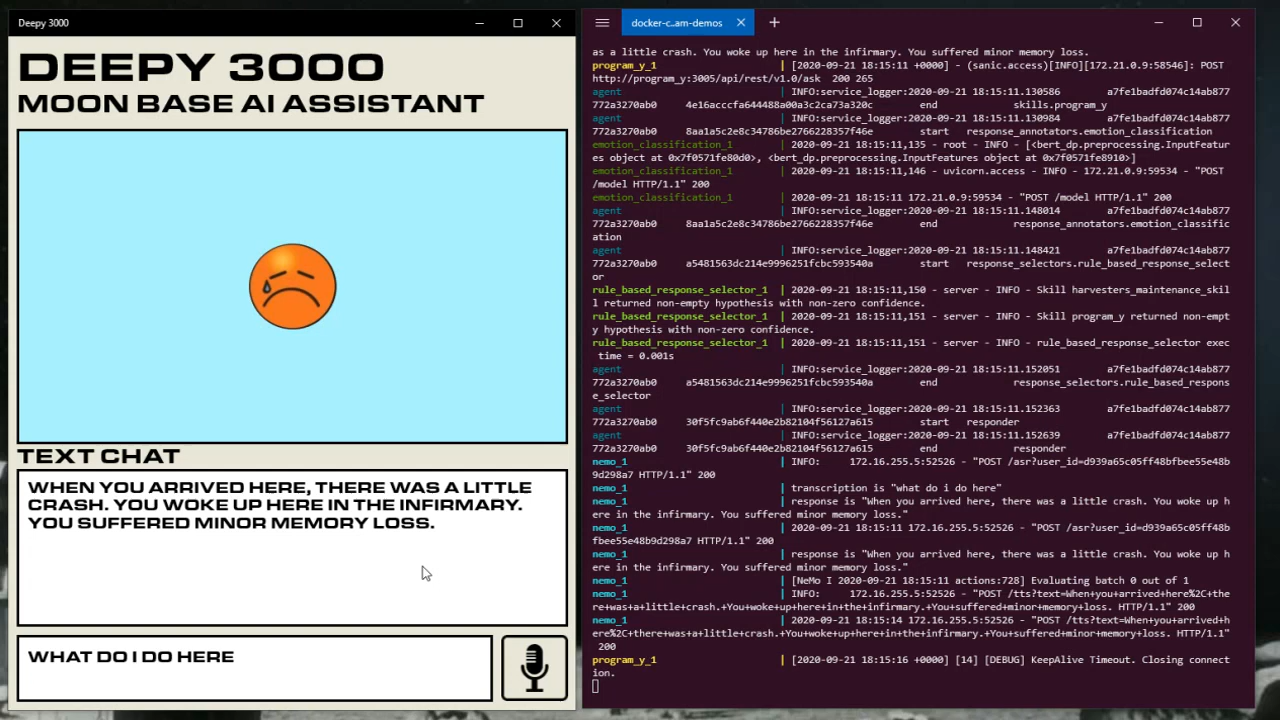 Deepy 3000
DEEPY 3000
MOON BASE AI ASSISTANT
TEXT CHAT
WHEN YOU ARRIVED HERE, THERE WAS A LITTLE
CRASH. YOU WOKE UP HERE IN THE INFIRMARY.
YOU SUFFERED MINOR MEMORY LOSS.
WHAT DO I DO HERE
docker-c..am-demos
as a little crash. You woke up here in the infirmary. You suffered minor memory loss.
program_y_1 | [2020-09-21 18:15:11 +0000] - (sanic.access)[INFO][172.21.0.9:58546]: POST
http://program_y:3005/api/rest/v1.0/ask 200 265
agent | INFO:service_logger:2020-09-21 18:15:11.130586 a7fe1badfd074c14ab877
772a3270ab0 4e16acccfa644488a00a3c2ca73a320c end skills.program_y
agent | INFO:service_logger:2020-09-21 18:15:11.130984 a7fe1badfd074c14ab877
772a3270ab0 8aa1a5c2e8c34786be2766228357f46e start response_annotators.emotion_classification
emotion_classification_1 | 2020-09-21 18:15:11,135 - root - INFO - [<bert_dp.preprocessing.InputFeatur
es object at 0x7f0571fe80d0>, <bert_dp.preprocessing.InputFeatures object at 0x7f0571fe8910>]
emotion_classification_1 | 2020-09-21 18:15:11,146 - uvicorn.access - INFO - 172.21.0.9:59534 - "POST
/model HTTP/1.1" 200
emotion_classification_1 | 2020-09-21 18:15:11 172.21.0.9:59534 - "POST /model HTTP/1.1" 200
agent | INFO:service_logger:2020-09-21 18:15:11.148014 a7fe1badfd074c14ab877
772a3270ab0 8aa1a5c2e8c34786be2766228357f46e end response_annotators.emotion_classific
ation
agent | INFO:service_logger:2020-09-21 18:15:11.148421 a7fe1badfd074c14ab877
772a3270ab0 a5481563dc214e9996251fcbc593540a start response_selectors.rule_based_response_select
or
rule_based_response_selector_1 | 2020-09-21 18:15:11,150 - server - INFO - Skill harvesters_maintenance_skil
l returned non-empty hypothesis with non-zero confidence.
rule_based_response_selector_1 | 2020-09-21 18:15:11,151 - server - INFO - Skill program_y returned non-empt
y hypothesis with non-zero confidence.
rule_based_response_selector_1 | 2020-09-21 18:15:11,151 - server - INFO - rule_based_response_selector exec
time = 0.001s
agent | INFO:service_logger:2020-09-21 18:15:11.152051 a7fe1badfd074c14ab877
772a3270ab0 a5481563dc214e9996251fcbc593540a end response_selectors.rule_based_respons
e_selector
agent | INFO:service_logger:2020-09-21 18:15:11.152363 a7fe1badfd074c14ab877
772a3270ab0 30f5fc9ab6f440e2b82104f56127a615 start responder
agent | INFO:service_logger:2020-09-21 18:15:11.152639 a7fe1badfd074c14ab877
772a3270ab0 30f5fc9ab6f440e2b82104f56127a615 end responder
nemo_1 | INFO: 172.16.255.5:52526 - "POST /asr?user_id=d939a65c05ff48bfbee55e48b
9d298a7 HTTP/1.1" 200
nemo_1 | transcription is "what do i do here"
nemo_1 | response is "When you arrived here, there was a little crash. You woke up h
ere in the infirmary. You suffered minor memory loss."
nemo_1 | 2020-09-21 18:15:11 172.16.255.5:52526 - "POST /asr?user_id=d939a65c05ff48b
fbee55e48b9d298a7 HTTP/1.1" 200
nemo_1 | response is "When you arrived here, there was a little crash. You woke up h
ere in the infirmary. You suffered minor memory loss."
nemo_1 | [NeMo I 2020-09-21 18:15:11 actions:728] Evaluating batch 0 out of 1
nemo_1 | INFO: 172.16.255.5:52526 - "POST /tts?text=When+you+arrived+here%2C+the
re+was+a+little+crash.+You+woke+up+here+in+the+infirmary.+You+suffered+minor+memory+loss. HTTP/1.1" 200
nemo_1 | 2020-09-21 18:15:14 172.16.255.5:52526 - "POST /tts?text=When+you+arrived+h
ere%2C+there+was+a+little+crash.+You+woke+up+here+in+the+infirmary.+You+suffered+minor+memory+loss. HTTP/1.1"
200
program_y_1 | [2020-09-21 18:15:16 +0000] [14] [DEBUG] KeepAlive Timeout. Closing connect
ion.